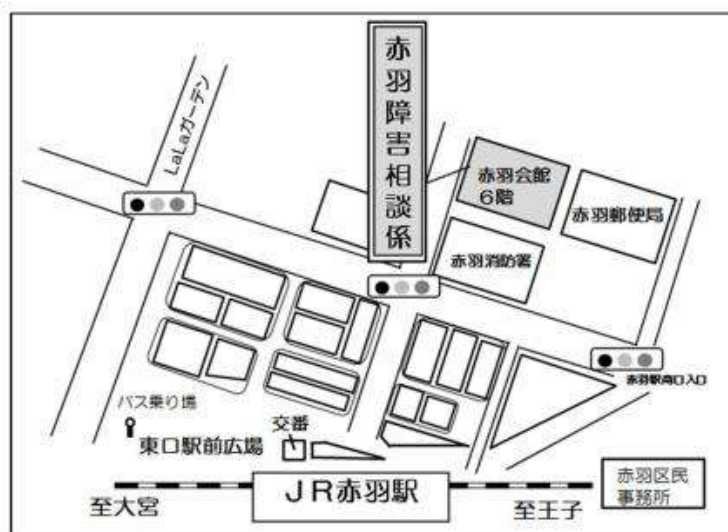 赤羽障害相談係
LaLaガーデン
赤羽会館
6階
赤羽郵便局
赤羽消防署
赤羽駅南口入口
バス乗り場
東口駅前広場
交番
JR赤羽駅
至大宮
至王子
赤羽区民
事務所